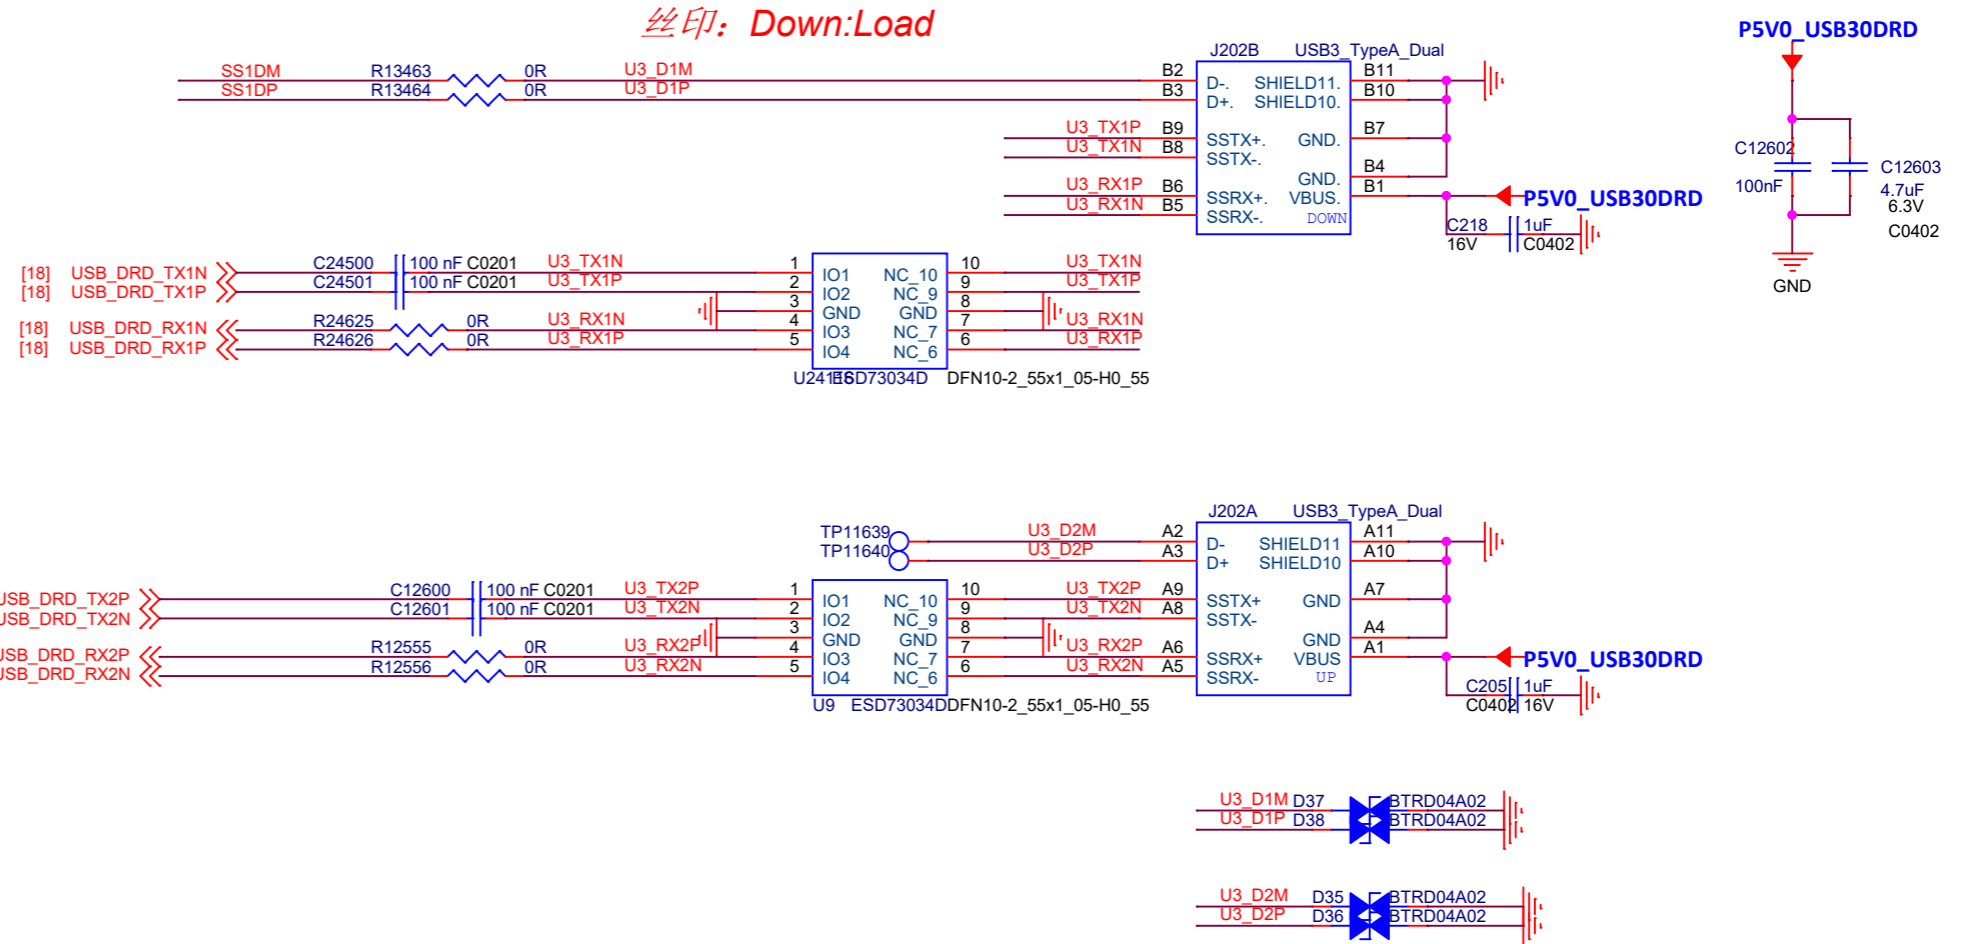 丝印：Down:Load
P5V0_USB30DRD
J202B USB3_TypeA_Dual
SS1DM R13463 0R U3_D1M B2 D-. SHIELD11. B11
SS1DP R13464 0R U3_D1P B3 D+. SHIELD10. B10
U3_TX1P B9 SSTX+. GND. B7
U3_TX1N B8 SSTX-.
GND. B4
U3_RX1P B6 SSRX+. VBUS. B1 P5V0_USB30DRD
U3_RX1N B5 SSRX-. DOWN
C218 1uF
16V C0402
C12602 C12603
100nF 4.7uF
6.3V
C0402
GND
[18] USB_DRD_TX1N C24500 100 nF C0201 U3_TX1N 1 IO1 NC_10 10 U3_TX1N
[18] USB_DRD_TX1P C24501 100 nF C0201 U3_TX1P 2 IO2 NC_9 9 U3_TX1P
3 GND GND 8
[18] USB_DRD_RX1N R24625 0R U3_RX1N 4 IO3 NC_7 7 U3_RX1N
[18] USB_DRD_RX1P R24626 0R U3_RX1P 5 IO4 NC_6 6 U3_RX1P
ESD73034D DFN10-2_55x1_05-H0_55
J202A USB3_TypeA_Dual
TP11639 U3_D2M A2 D- SHIELD11 A11
TP11640 U3_D2P A3 D+ SHIELD10 A10
USB_DRD_TX2P C12600 100 nF C0201 U3_TX2P 1 IO1 NC_10 10 U3_TX2P A9 SSTX+ GND A7
USB_DRD_TX2N C12601 100 nF C0201 U3_TX2N 2 IO2 NC_9 9 U3_TX2N A8 SSTX-
3 GND GND 8 GND A4
USB_DRD_RX2P R12555 0R U3_RX2P 4 IO3 NC_7 7 U3_RX2P A6 SSRX+ VBUS A1 P5V0_USB30DRD
USB_DRD_RX2N R12556 0R U3_RX2N 5 IO4 NC_6 6 U3_RX2N A5 SSRX- UP
C205 1uF
C0402 16V
U9 ESD73034D DFN10-2_55x1_05-H0_55
U3_D1M D37 BTRD04A02
U3_D1P D38 BTRD04A02
U3_D2M D35 BTRD04A02
U3_D2P D36 BTRD04A02